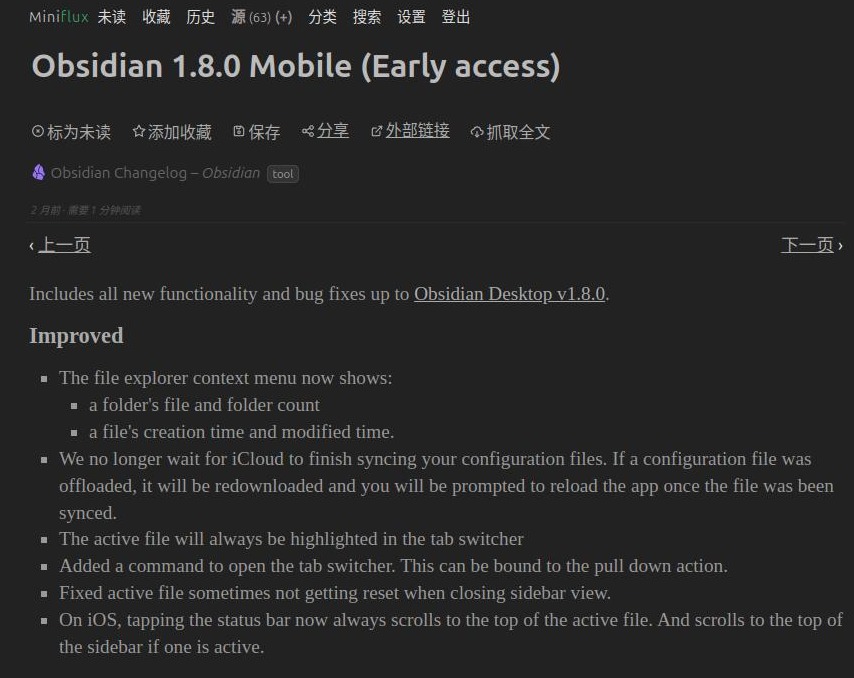 Miniflux 未读 收藏 历史 源 (63) (+) 分类 搜索 设置 登出
Obsidian 1.8.0 Mobile (Early access)
标为未读 添加收藏 保存 分享 外部链接 抓取全文
Obsidian Changelog – Obsidian tool
2 月前 · 需要 1 分钟阅读
‹ 上一页 下一页 ›
Includes all new functionality and bug fixes up to Obsidian Desktop v1.8.0.
Improved
The file explorer context menu now shows:
a folder's file and folder count
a file's creation time and modified time.
We no longer wait for iCloud to finish syncing your configuration files. If a configuration file was
offloaded, it will be redownloaded and you will be prompted to reload the app once the file was been
synced.
The active file will always be highlighted in the tab switcher
Added a command to open the tab switcher. This can be bound to the pull down action.
Fixed active file sometimes not getting reset when closing sidebar view.
On iOS, tapping the status bar now always scrolls to the top of the active file. And scrolls to the top of
the sidebar if one is active.